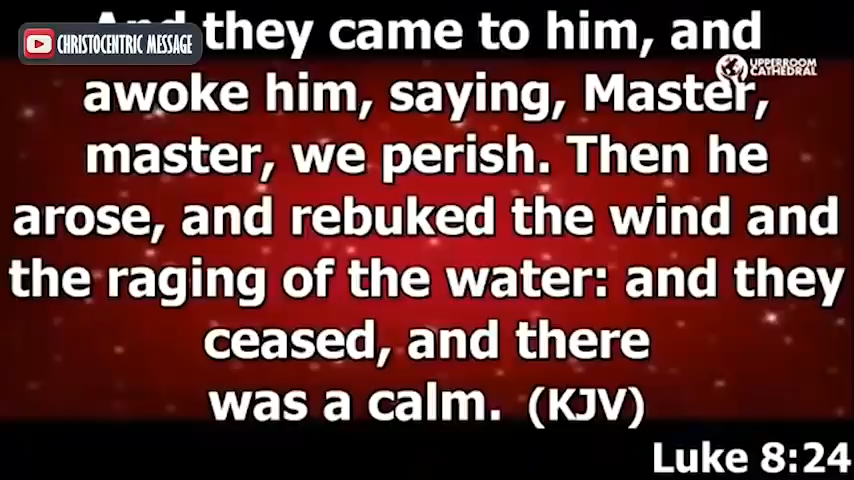 CHRISTOCENTRIC MESSAGE
And they came to him, and
UPPERROOM
CATHEDRAL
awoke him, saying, Master,
master, we perish. Then he
arose, and rebuked the wind and
the raging of the water: and they
ceased, and there
was a calm. (KJV)
Luke 8:24